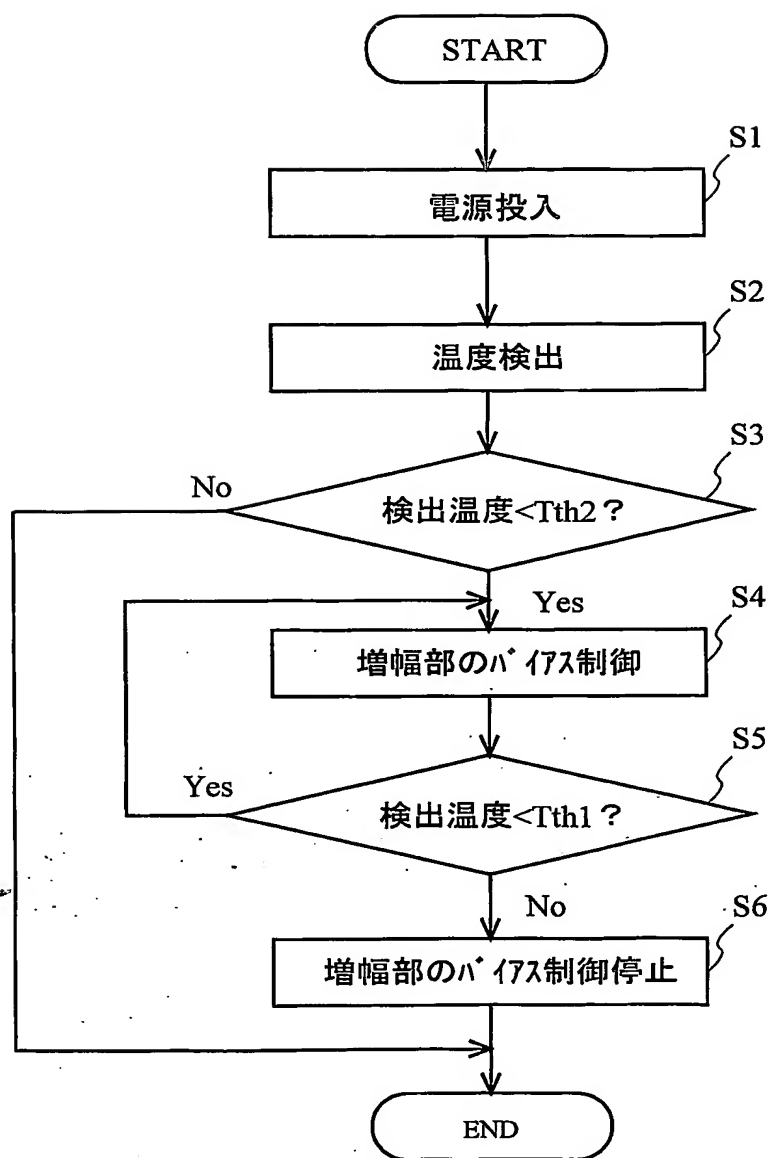 START
S1
電源投入
S2
温度検出
S3
No
検出温度<Tth2？
Yes
S4
増幅部のﾊﾞｲｱｽ制御
S5
Yes
検出温度<Tth1？
No
S6
増幅部のﾊﾞｲｱｽ制御停止
END